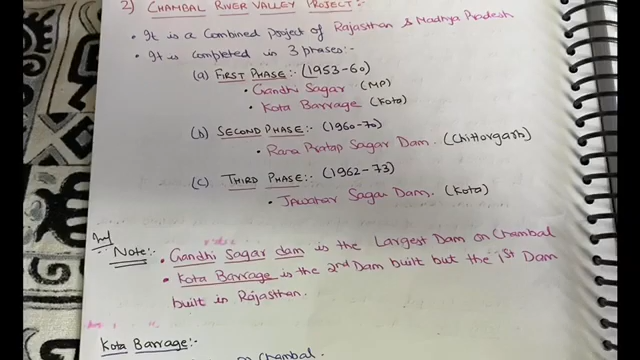 2) CHAMBAL RIVER VALLEY PROJECT:-
• It is a Combined project of Rajasthan & Madhya Pradesh
• It is completed in 3 phases:-
(a) FIRST PHASE:- (1953-60)
• Gandhi Sagar (MP)
• Kota Barrage (Kota)
(b) SECOND PHASE:- (1960-70)
• Rana Pratap Sagar Dam (Chittorgarh)
(c) THIRD PHASE:- (1962-73)
• Jawahar Sagar Dam. (Kota)
Imf
Note:- • Gandhi Sagar dam is the Largest Dam on Chambal
• Kota Barrage is the 2nd Dam built but the 1st Dam
built in Rajasthan.
Kota Barrage:-
on Chambal.